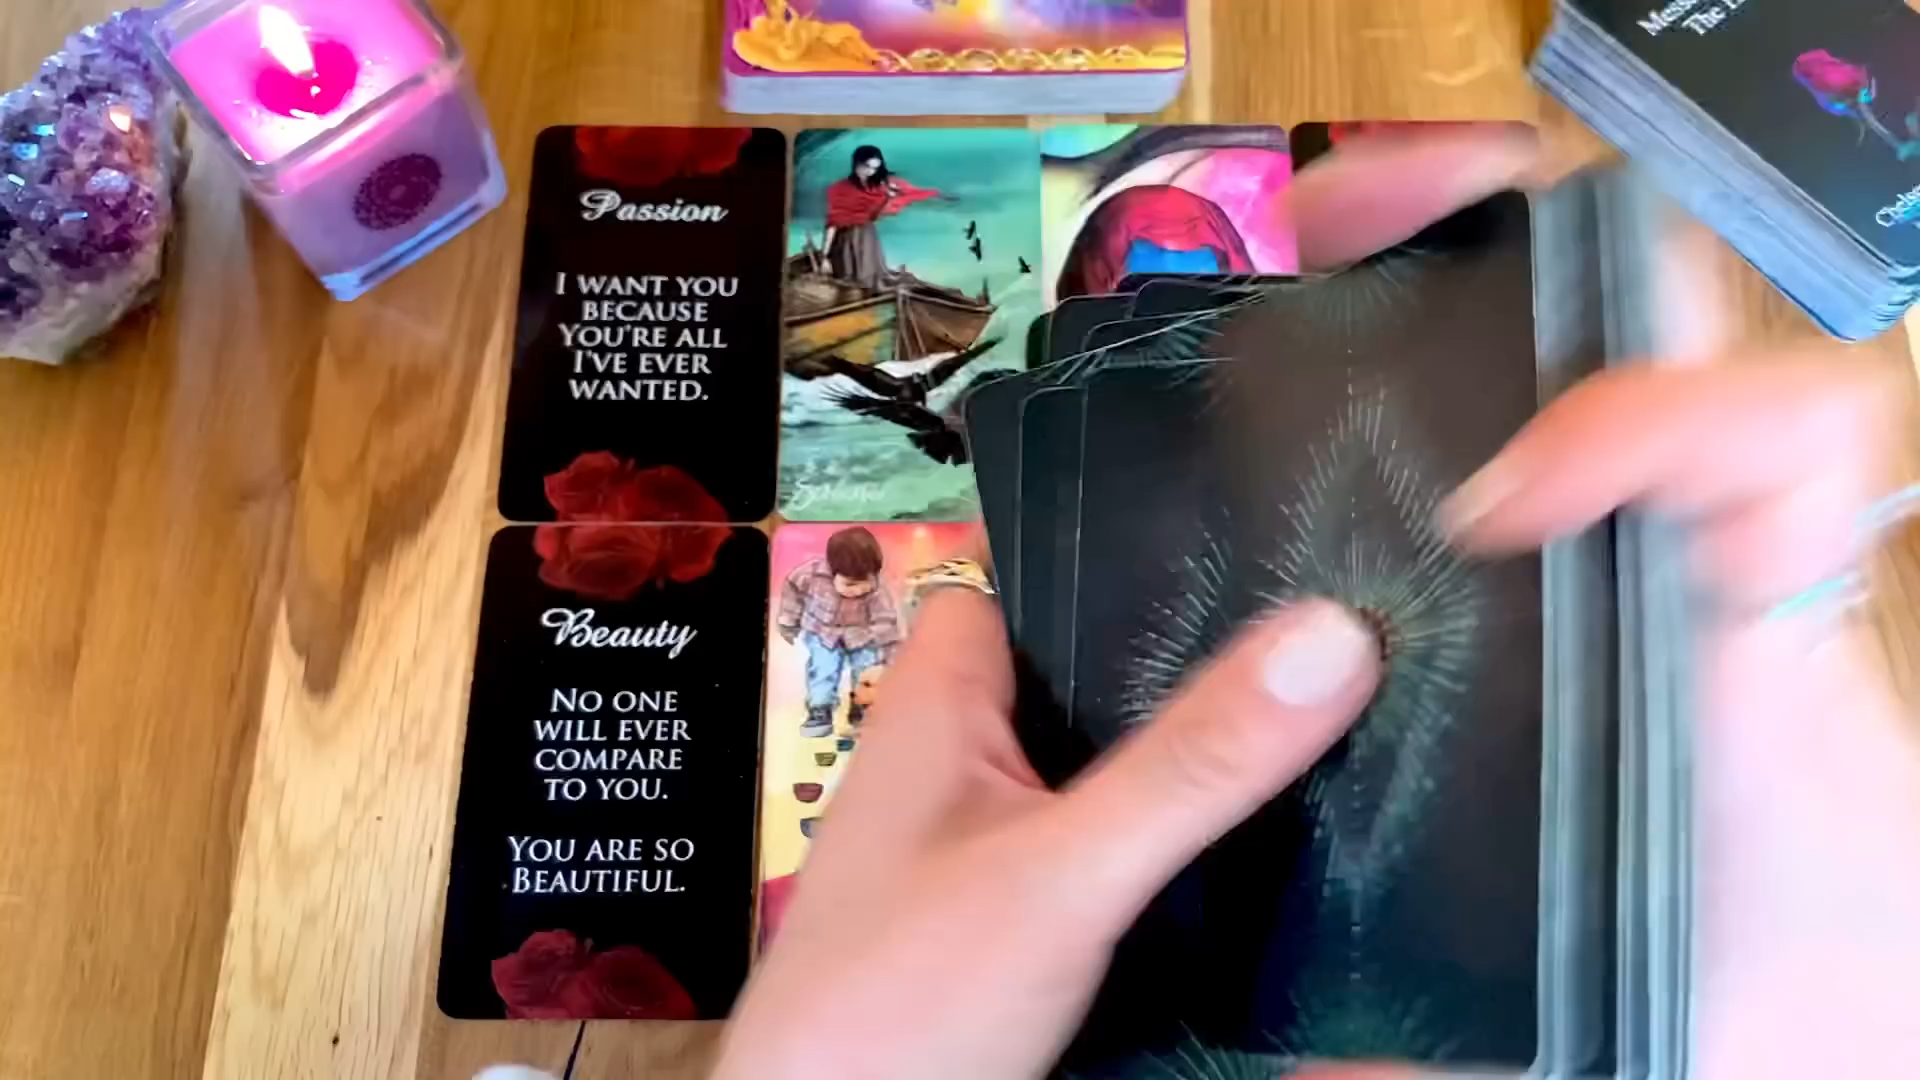 Passion
I WANT YOU
BECAUSE
YOU'RE ALL
I'VE EVER
WANTED.
Beauty
NO ONE
WILL EVER
COMPARE
TO YOU.
YOU ARE SO
BEAUTIFUL.
The